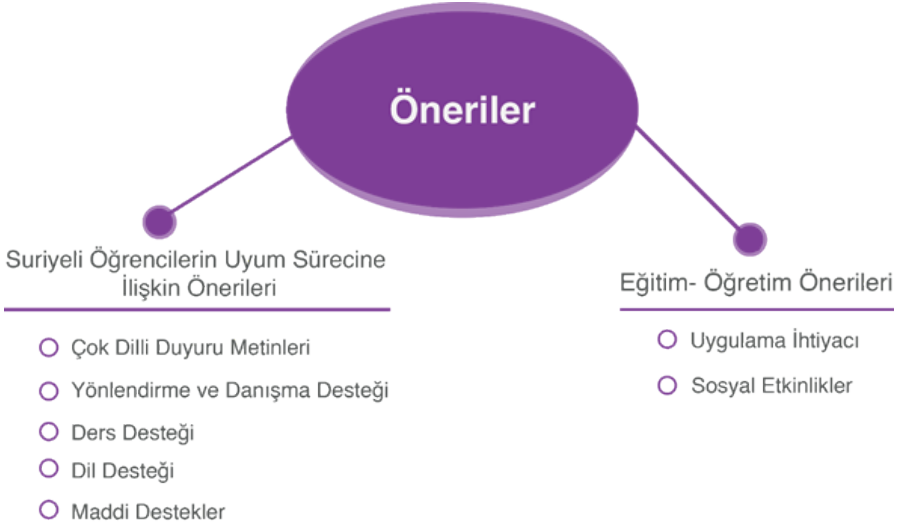 Öneriler
Suriyeli Öğrencilerin Uyum Sürecine
İlişkin Önerileri
Çok Dilli Duyuru Metinleri
Yönlendirme ve Danışma Desteği
Ders Desteği
Dil Desteği
Maddi Destekler
Eğitim- Öğretim Önerileri
Uygulama İhtiyacı
Sosyal Etkinlikler